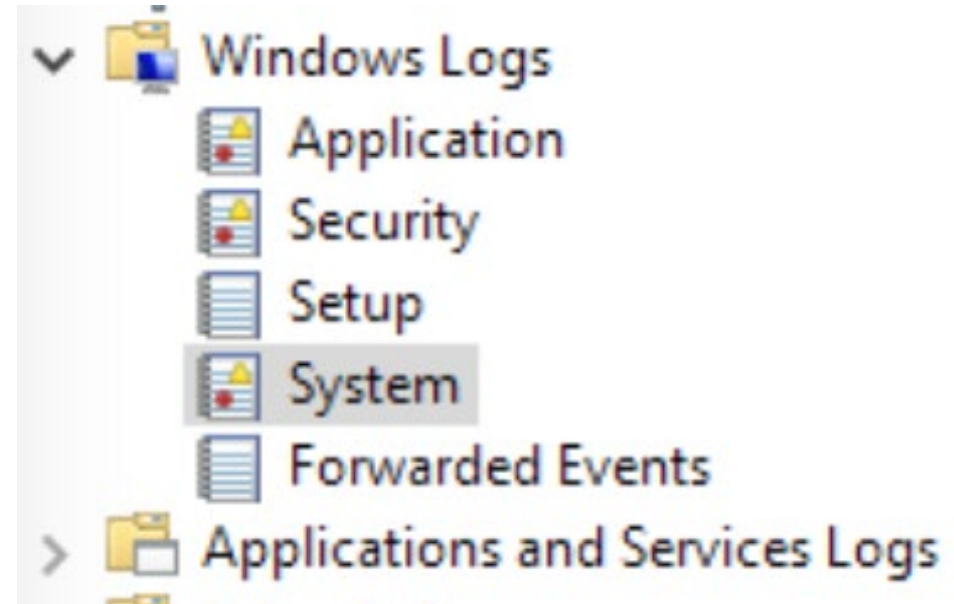 Windows Logs
Application
Security
Setup
System
Forwarded Events
Applications and Services Logs